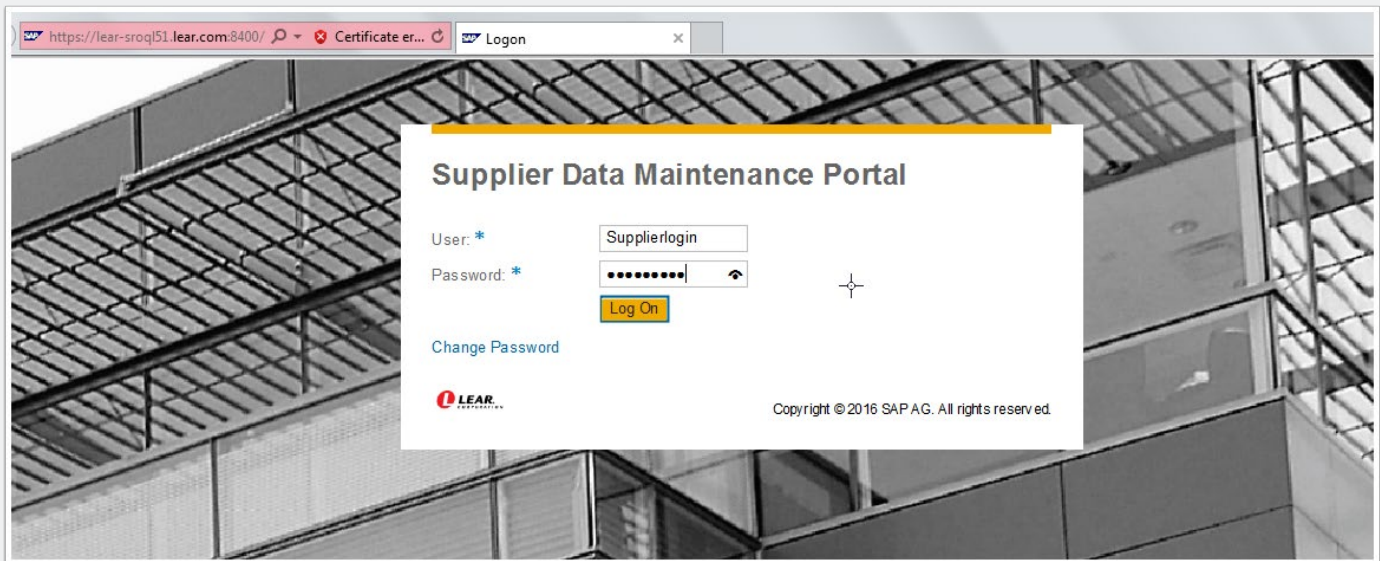 https://lear-sroql51.lear.com:8400/ Certificate er... Logon
Supplier Data Maintenance Portal
User: * Supplierlogin
Password: * •••••••••
Log On
Change Password
LEAR.
CORPORATION
Copyright © 2016 SAP AG. All rights reserved.